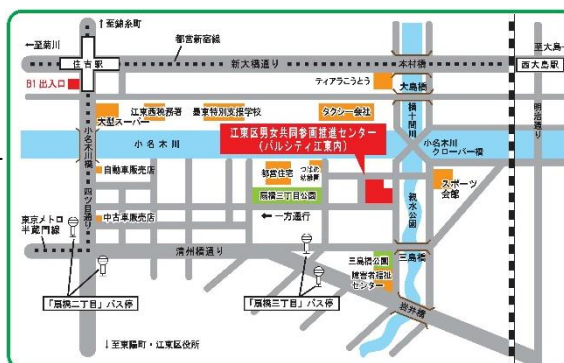 ↑至錦糸町
都営新宿線
←至菊川
住吉駅
新大橋通り
本村橋
西大島駅
至大島→
B1出入口
ティアラこうとう
大島橋
大型スーパー
江東西税務署
墨東特別支援学校
タクシー会社
横十間川
明治通り
小名木川橋
小名木川
江東区男女共同参画推進センター
(パルシティ江東内)
小名木川
クローバー橋
自動車販売店
四ツ目通り
都営住宅
つばめ
幼稚園
スポーツ
会館
扇橋三丁目公園
親水公園
中古車販売店
←一方通行
東京メトロ
半蔵門線
清州橋通り
三島橋公園
三島橋
障害者福祉
センター
「扇橋二丁目」バス停
「扇橋三丁目」バス停
岩井橋
↓至東陽町・江東区役所